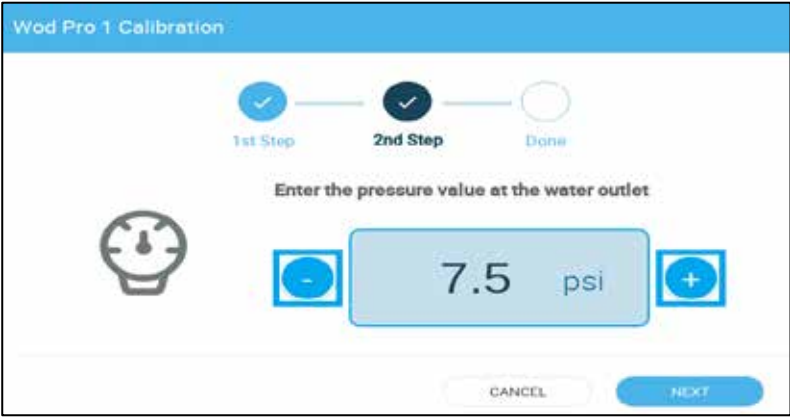 Wod Pro 1 Calibration
1st Step
2nd Step
Done
Enter the pressure value at the water outlet
-
7.5 psi
+
CANCEL
NEXT